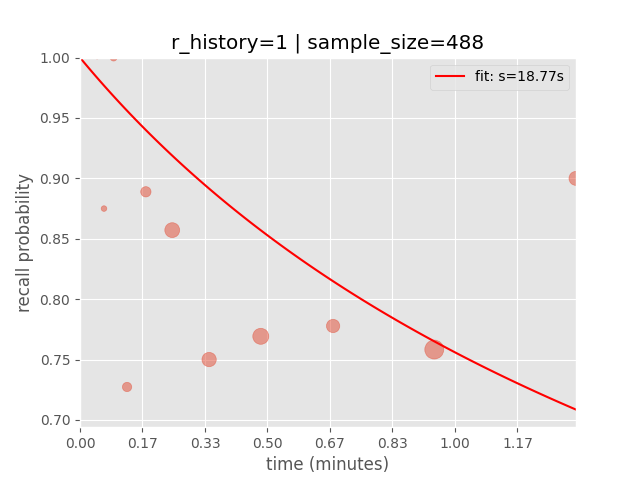 r_history=1 | sample_size=488
fit: s=18.77s
1.00
0.95
0.90
0.85
0.80
0.75
0.70
recall probability
0.00 0.17 0.33 0.50 0.67 0.83 1.00 1.17
time (minutes)